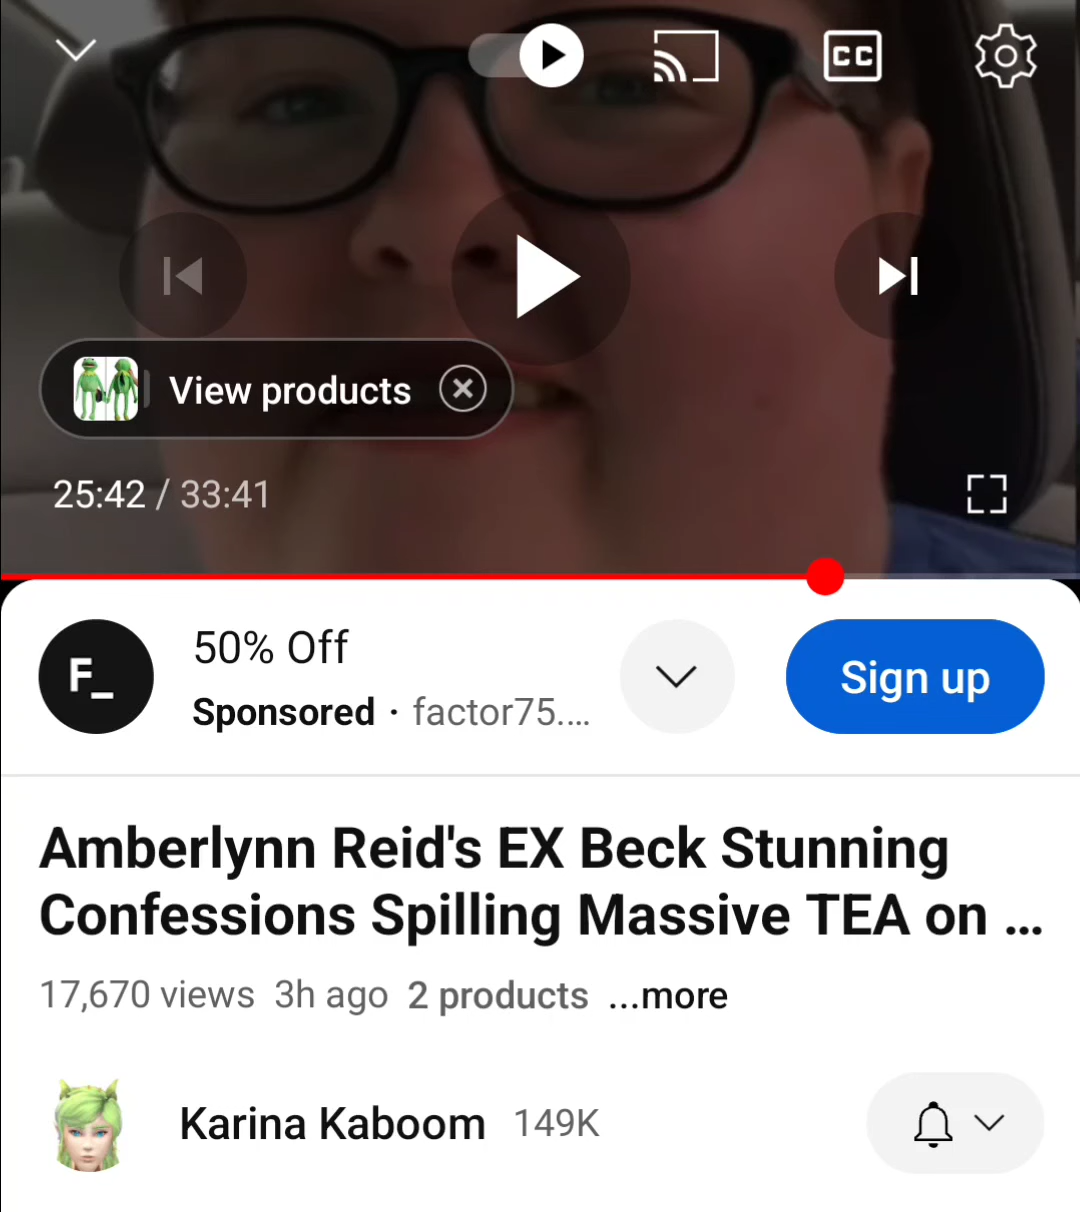 CC
View products
25:42 / 33:41
F_
50% Off
Sponsored · factor75....
Sign up
Amberlynn Reid's EX Beck Stunning
Confessions Spilling Massive TEA on ...
17,670 views 3h ago 2 products ...more
Karina Kaboom 149K